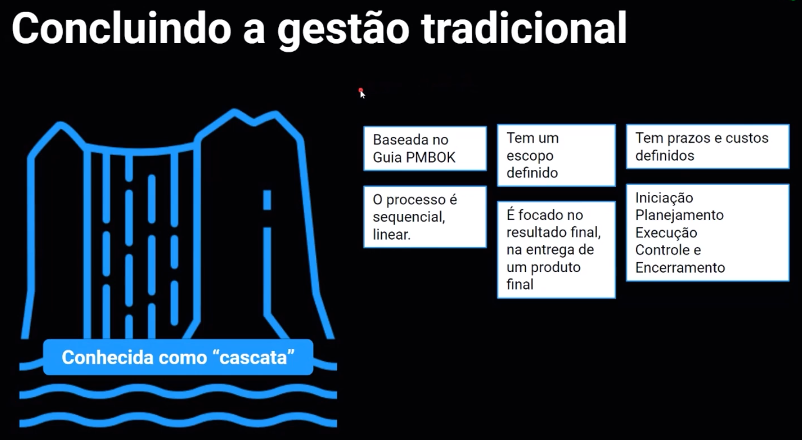 Concluindo a gestão tradicional
Baseada no
Guia PMBOK
Tem um
escopo
definido
Tem prazos e custos
definidos
O processo é
sequencial,
linear.
É focado no
resultado final,
na entrega de
um produto
final
Iniciação
Planejamento
Execução
Controle e
Encerramento
Conhecida como “cascata”